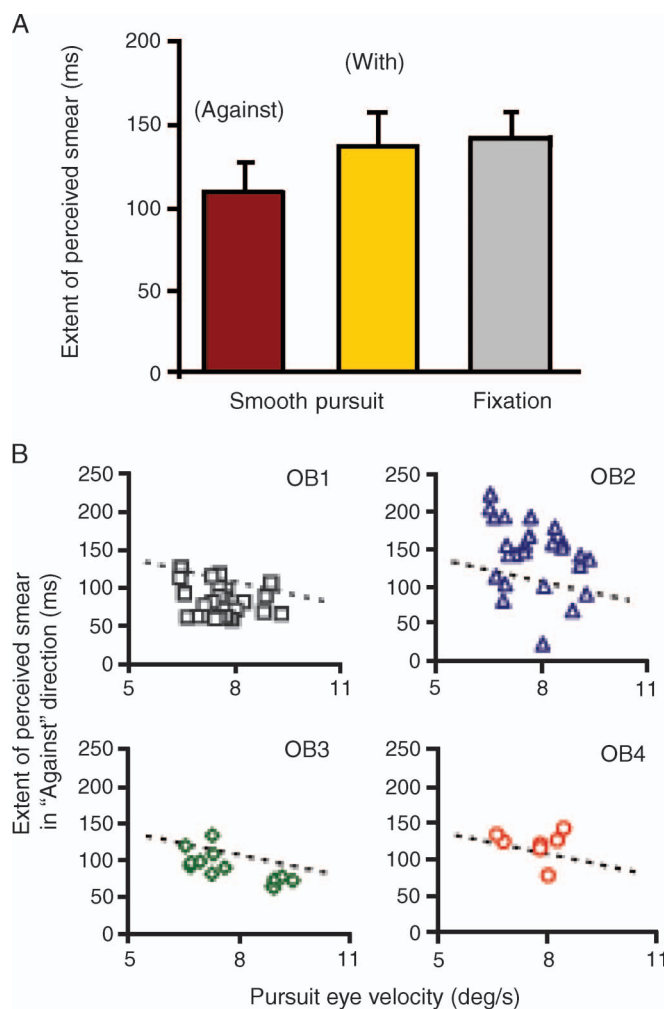 A
Extent of perceived smear (ms)
200
150
100
50
0
(Against)
(With)
Smooth pursuit
Fixation
B
Extent of perceived smear
in "Against" direction (ms)
250
200
150
100
50
0
OB1
5
8
11
250
200
150
100
50
0
OB2
5
8
11
250
200
150
100
50
0
OB3
5
8
11
250
200
150
100
50
0
OB4
5
8
11
Pursuit eye velocity (deg/s)